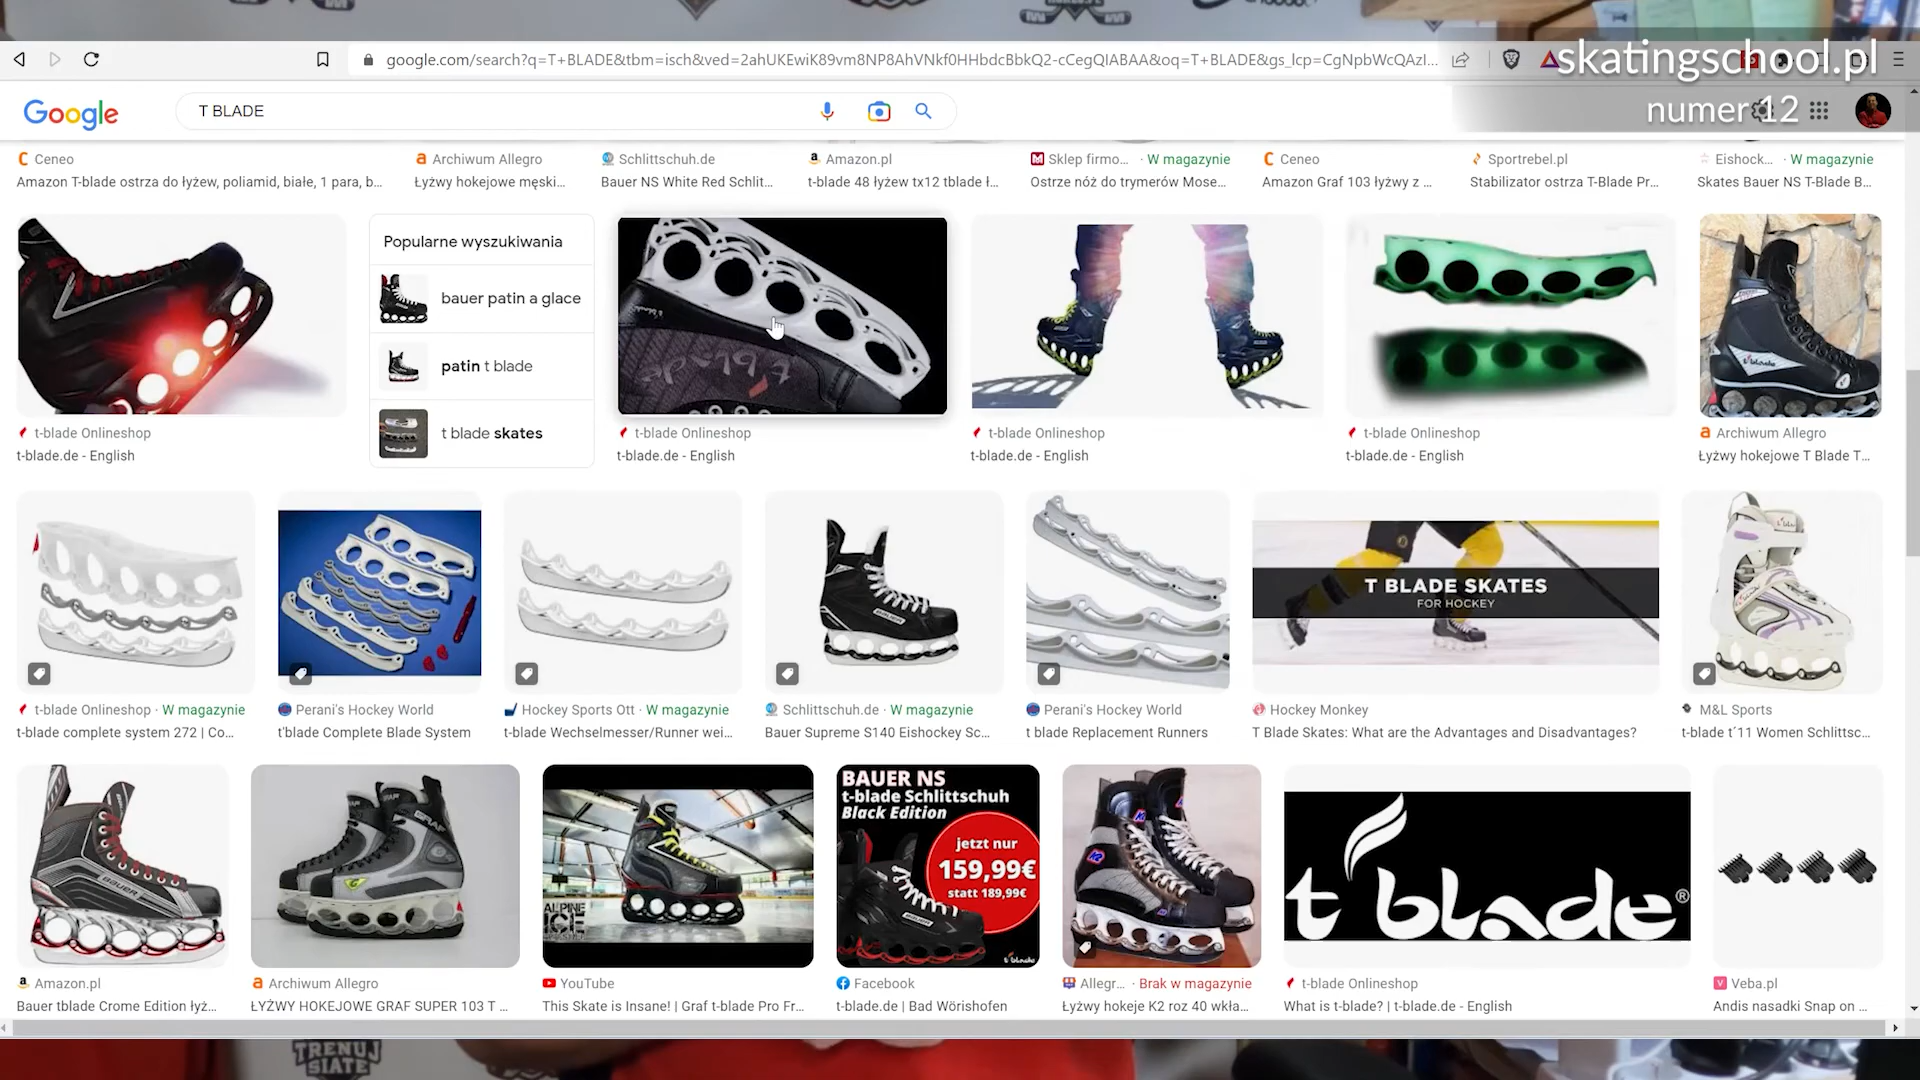 google.com/search?q=T+BLADE&tbm=isch&ved=2ahUKEwiK89vm8NP8AhVNkf0HHbdcBbkQ2-cCegQIABAA&oq=T+BLADE&gs_lcp=CgNpbWcQAzI...
skatingschool.pl
numer 12
Google
T BLADE
Ceneo
Amazon T-blade ostrza do łyżew, poliamid, białe, 1 para, b...
Archiwum Allegro
Łyżwy hokejowe męski...
Schlittschuh.de
Bauer NS White Red Schlit...
Amazon.pl
t-blade 48 łyżew tx12 tblade ł...
Sklep firmo... · W magazynie
Ostrze nóż do trymerów Mose...
Ceneo
Amazon Graf 103 łyżwy z ...
Sportrebel.pl
Stabilizator ostrza T-Blade Pr...
Eishock... · W magazynie
Skates Bauer NS T-Blade B...
t-blade Onlineshop
t-blade.de - English
Popularne wyszukiwania
bauer patin a glace
patin t blade
t blade skates
t blade
t-blade Onlineshop
t-blade.de - English
t-blade Onlineshop
t-blade.de - English
t-blade Onlineshop
t-blade.de - English
Archiwum Allegro
Łyżwy hokejowe T Blade T...
t-blade Onlineshop · W magazynie
t-blade complete system 272 | Co...
Perani's Hockey World
t'blade Complete Blade System
Hockey Sports Ott · W magazynie
t-blade Wechselmesser/Runner wei...
Schlittschuh.de · W magazynie
Bauer Supreme S140 Eishockey Sc...
Perani's Hockey World
t blade Replacement Runners
T BLADE SKATES
FOR HOCKEY
Hockey Monkey
T Blade Skates: What are the Advantages and Disadvantages?
M&L Sports
t-blade t´11 Women Schlittsc...
BAUER
Amazon.pl
Bauer tblade Crome Edition łyż...
GRAF
Archiwum Allegro
ŁYŻWY HOKEJOWE GRAF SUPER 103 T ...
ALPINE
ICE
YouTube
This Skate is Insane! | Graf t-blade Pro Fr...
BAUER NS
t-blade Schlittschuh
Black Edition
jetzt nur
159,99€
statt 189,99€
t blade
Facebook
t-blade.de | Bad Wörishofen
K2
Allegr... · Brak w magazynie
Łyżwy hokeje K2 roz 40 wkła...
t blade®
t-blade Onlineshop
What is t-blade? | t-blade.de - English
Veba.pl
Andis nasadki Snap on ...
TRENUJ
SIATE